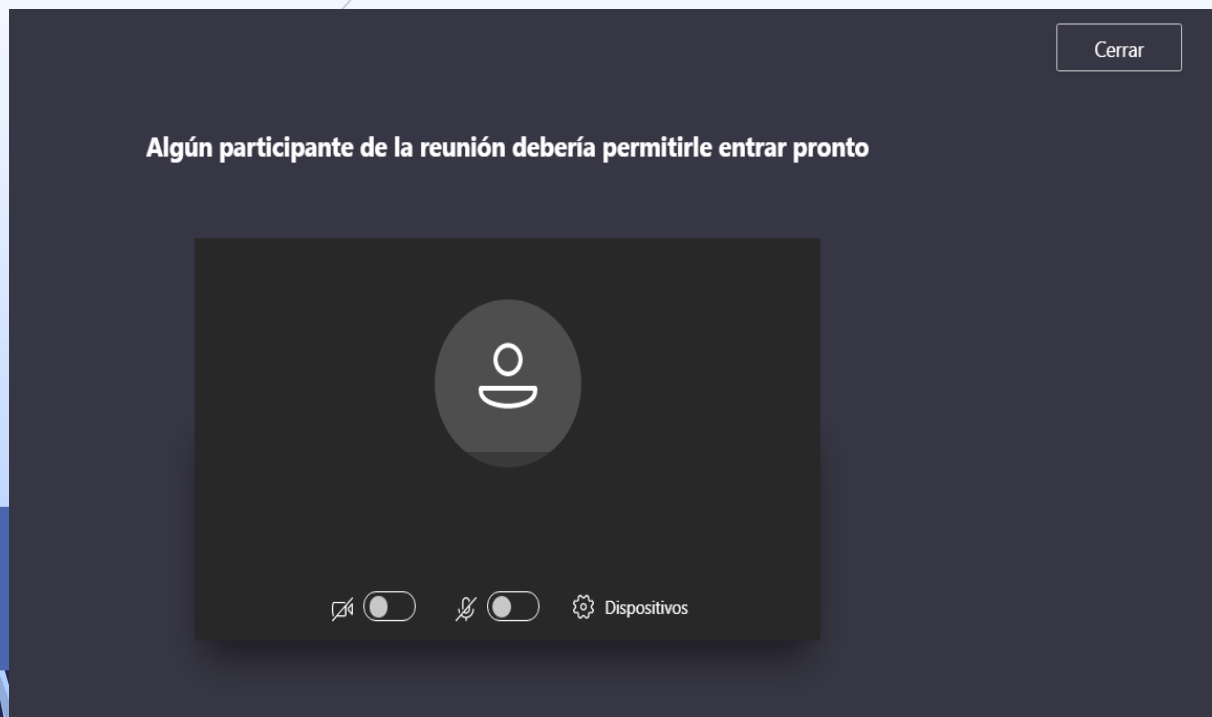 Cerrar
Algún participante de la reunión debería permitirle entrar pronto
Dispositivos